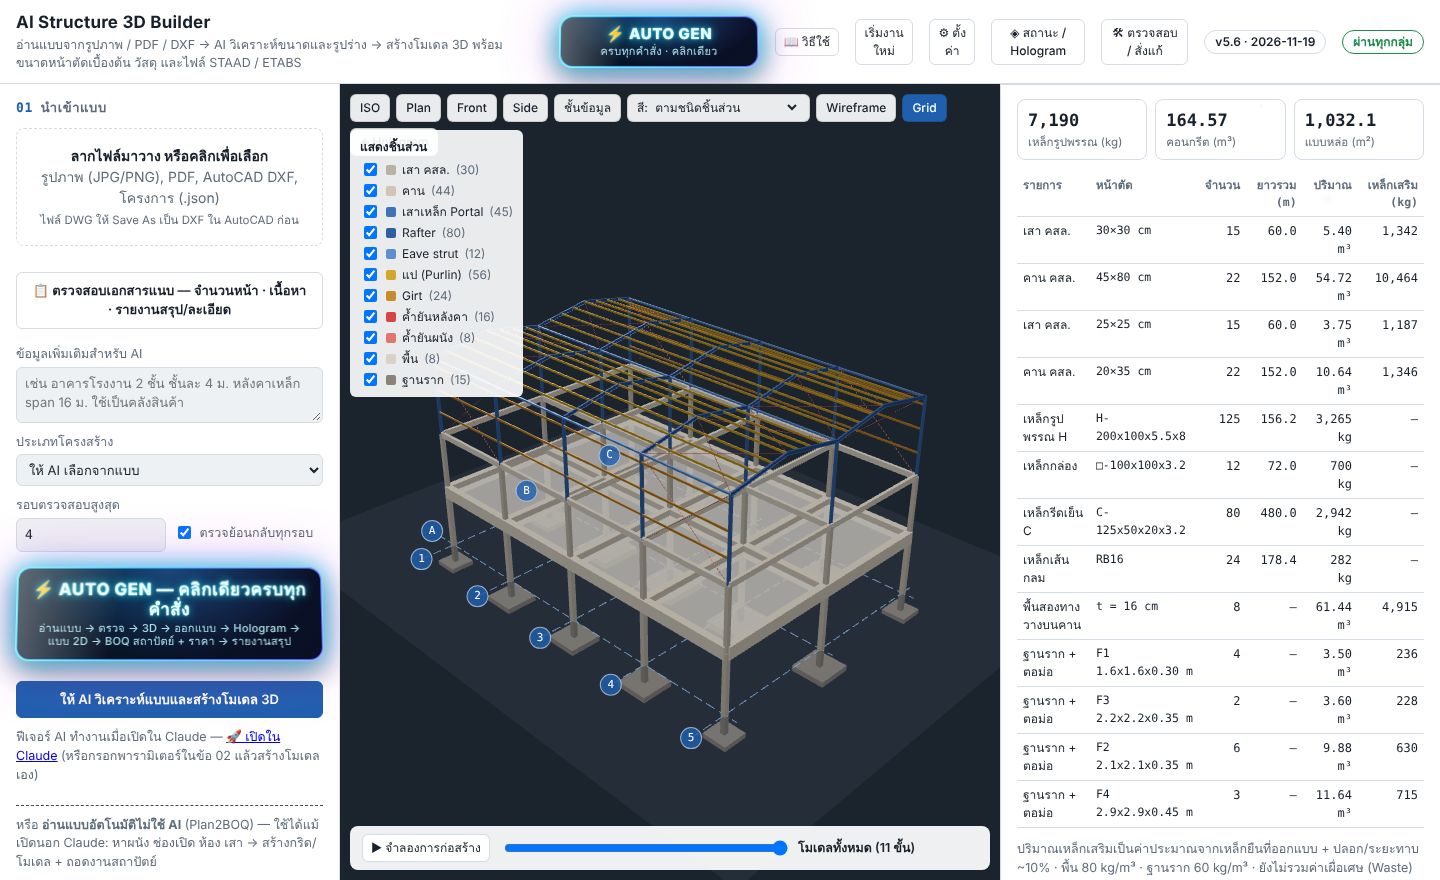 AI Structure 3D Builder
อ่านแบบจากรูปภาพ / PDF / DXF → AI วิเคราะห์ขนาดและรูปร่าง → สร้างโมเดล 3D พร้อม
ขนาดหน้าตัดเบื้องต้น วัสดุ และไฟล์ STAAD / ETABS
⚡ AUTO GEN
ครบทุกคำสั่ง · คลิกเดียว
📖 วิธีใช้
เริ่มงาน
ใหม่
⚙ ตั้ง
ค่า
◈ สถานะ /
Hologram
🛠 ตรวจสอบ
/ สั่งแก้
v5.6 · 2026-11-19
ผ่านทุกกลุ่ม
01 นำเข้าแบบ
ลากไฟล์มาวาง หรือคลิกเพื่อเลือก
รูปภาพ (JPG/PNG), PDF, AutoCAD DXF,
โครงการ (.json)
ไฟล์ DWG ให้ Save As เป็น DXF ใน AutoCAD ก่อน
📋 ตรวจสอบเอกสารแบบ — จำนวนหน้า · เนื้อหา
· รายงานสรุป/ละเอียด
ข้อมูลเพิ่มเติมสำหรับ AI
เช่น อาคารโรงงาน 2 ชั้น ชั้นละ 4 ม. หลังคาเหล็ก
span 16 ม. ใช้เป็นคลังสินค้า
ประเภทโครงสร้าง
ให้ AI เลือกจากแบบ
รอบตรวจสอบสูงสุด
4
ตรวจย้อนกลับทุกรอบ
⚡ AUTO GEN — คลิกเดียวครบทุก
คำสั่ง
อ่านแบบ → ตรวจ → 3D → ออกแบบ → Hologram →
แบบ 2D → BOQ สถาปัตย์ + ราคา → รายงานสรุป
ให้ AI วิเคราะห์แบบและสร้างโมเดล 3D
ฟีเจอร์ AI ทำงานเมื่อเปิดใน Claude — 🚀 เปิดใน
Claude (หรือกรอกพารามิเตอร์ในข้อ 02 แล้วสร้างโมเดล
เอง)
หรือ อ่านแบบอัตโนมัติไม่ใช้ AI (Plan2BOQ) — ใช้ได้แม้
เปิดนอก Claude: หาผนัง ช่องเปิด ห้อง เสา → สร้างกริด/
โมเดล + ถอดงานสถาปัตย์
ISO
Plan
Front
Side
ชั้นข้อมูล
สี: ตามชนิดชิ้นส่วน
Wireframe
Grid
แสดงชิ้นส่วน
เสา คสล. (30)
คาน (44)
เสาเหล็ก Portal (45)
Rafter (80)
Eave strut (12)
แป (Purlin) (56)
Girt (24)
ค้ำยันหลังคา (16)
ค้ำยันผนัง (8)
พื้น (8)
ฐานราก (15)
C
B
A
1
2
3
4
5
▶ จำลองการก่อสร้าง
โมเดลทั้งหมด (11 ขั้น)
7,190
เหล็กรูปพรรณ (kg)
164.57
คอนกรีต (m³)
1,032.1
แบบหล่อ (m²)
รายการ หน้าตัด จำนวน ยาวรวม (m) ปริมาณ เหล็กเสริม (kg)
เสา คสล. 30×30 cm 15 60.0 5.40 m³ 1,342
คาน คสล. 45×80 cm 22 152.0 54.72 m³ 10,464
เสา คสล. 25×25 cm 15 60.0 3.75 m³ 1,187
คาน คสล. 20×35 cm 22 152.0 10.64 m³ 1,346
เหล็กรูปพรรณ H H-200x100x5.5x8 125 156.2 3,265 kg –
เหล็กกล่อง □-100x100x3.2 12 72.0 700 kg –
เหล็กรีดเย็น C C-125x50x20x3.2 80 480.0 2,942 kg –
เหล็กเส้นกลม RB16 24 178.4 282 kg –
พื้นสองทางวางบนคาน t = 16 cm 8 – 61.44 m³ 4,915
ฐานราก + ตอม่อ F1 1.6x1.6x0.30 m 4 – 3.50 m³ 236
ฐานราก + ตอม่อ F3 2.2x2.2x0.35 m 2 – 3.60 m³ 228
ฐานราก + ตอม่อ F2 2.1x2.1x0.35 m 6 – 9.88 m³ 630
ฐานราก + ตอม่อ F4 2.9x2.9x0.45 m 3 – 11.64 m³ 715
ปริมาณเหล็กเสริมเป็นค่าประมาณจากเหล็กยืนที่ออกแบบ + ปลอก/ระยะทาบ
~10% · พื้น 80 kg/m³ · ฐานราก 60 kg/m³ · ยังไม่รวมค่าเผื่อเศษ (Waste)